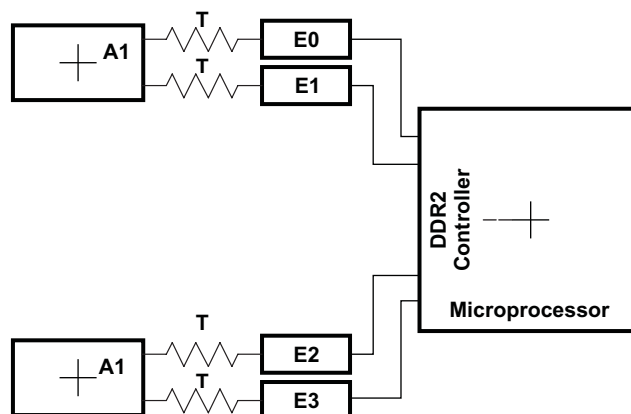 T
A1
E0
T
E1
DDR2
Controller
Microprocessor
T
A1
E2
T
E3